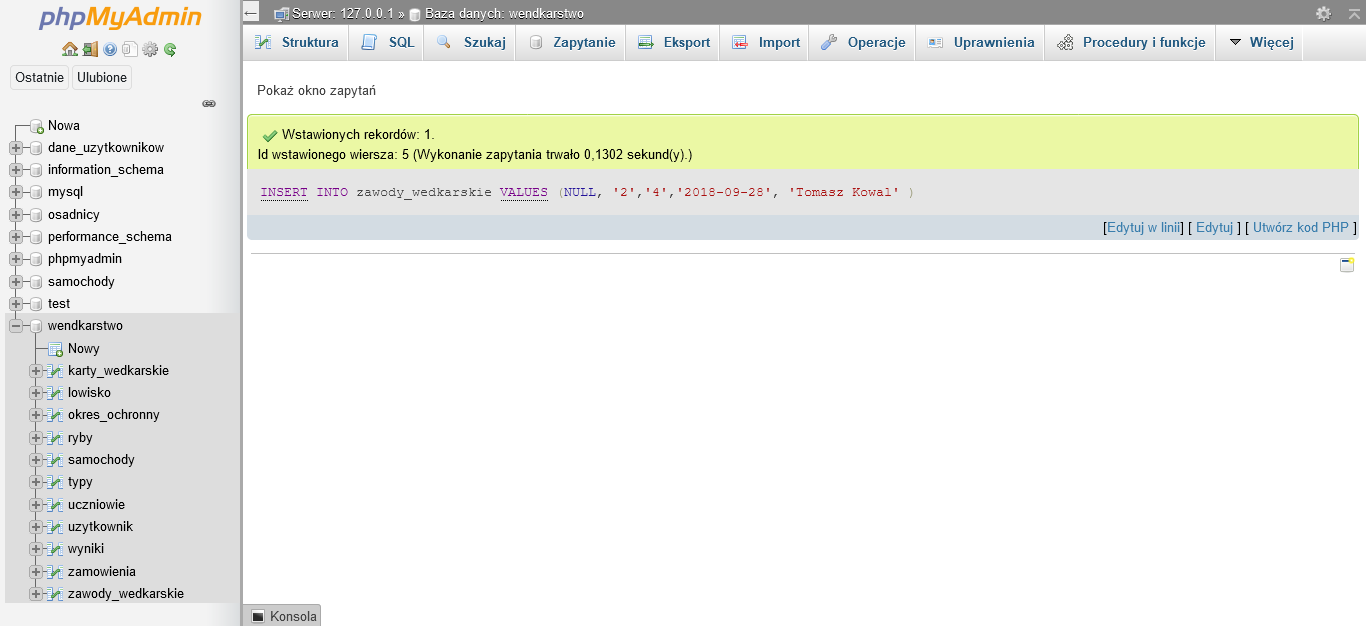 phpMyAdmin
Ostatnie Ulubione
Nowa
dane_uzytkownikow
information_schema
mysql
osadnicy
performance_schema
phpmyadmin
samochody
test
wendkarstwo
Nowy
karty_wedkarskie
lowisko
okres_ochronny
ryby
samochody
typy
uczniowie
uzytkownik
wyniki
zamowienia
zawody_wedkarskie
Serwer: 127.0.0.1 » Baza danych: wendkarstwo
Struktura SQL Szukaj Zapytanie Eksport Import Operacje Uprawnienia Procedury i funkcje Więcej
Pokaż okno zapytań
Wstawionych rekordów: 1.
Id wstawionego wiersza: 5 (Wykonanie zapytania trwało 0,1302 sekund(y).)
INSERT INTO zawody_wedkarskie VALUES (NULL, '2','4','2018-09-28', 'Tomasz Kowal' )
[Edytuj w linii] [ Edytuj ] [ Utwórz kod PHP ]
Konsola